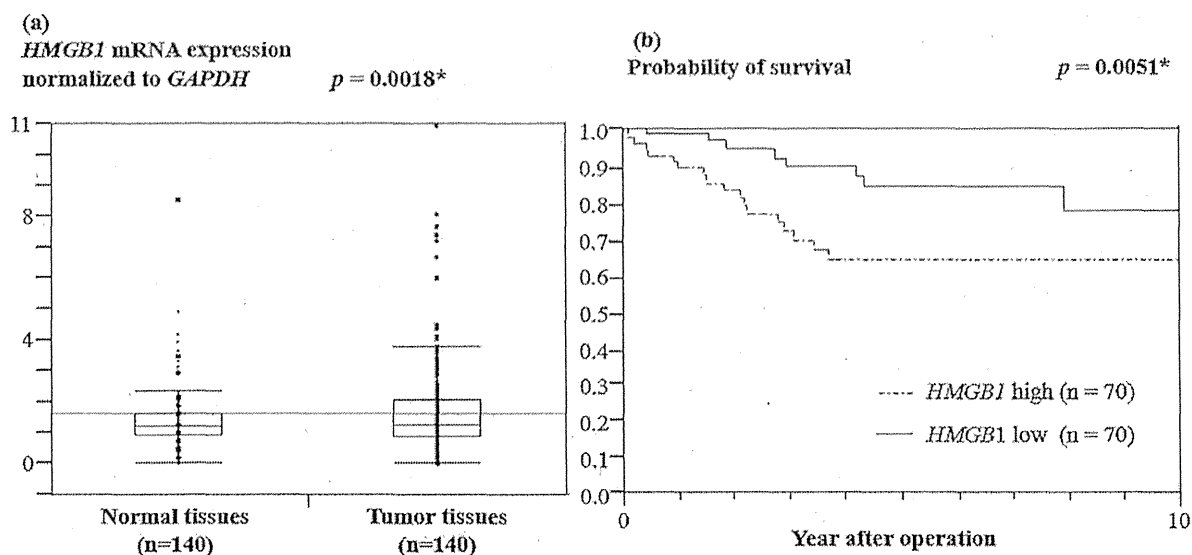 (a)
HMGB1 mRNA expression
normalized to GAPDH p = 0.0018*
11
8
4
0
Normal tissues
(n=140)
Tumor tissues
(n=140)
(b)
Probability of survival p = 0.0051*
1.0
0.9
0.8
0.7
0.6
0.5
0.4
0.3
0.2
0.1
0.0
HMGB1 high (n = 70)
HMGB1 low (n = 70)
0
10
Year after operation